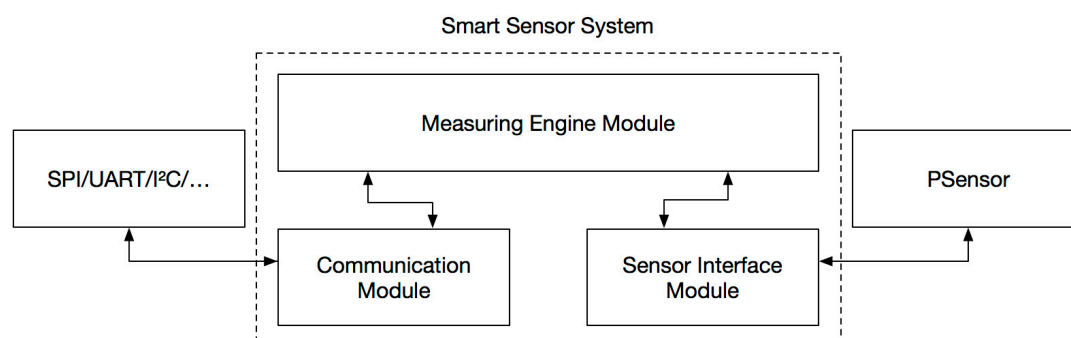 Smart Sensor System
Measuring Engine Module
SPI/UART/I²C/…
PSensor
Communication
Module
Sensor Interface
Module